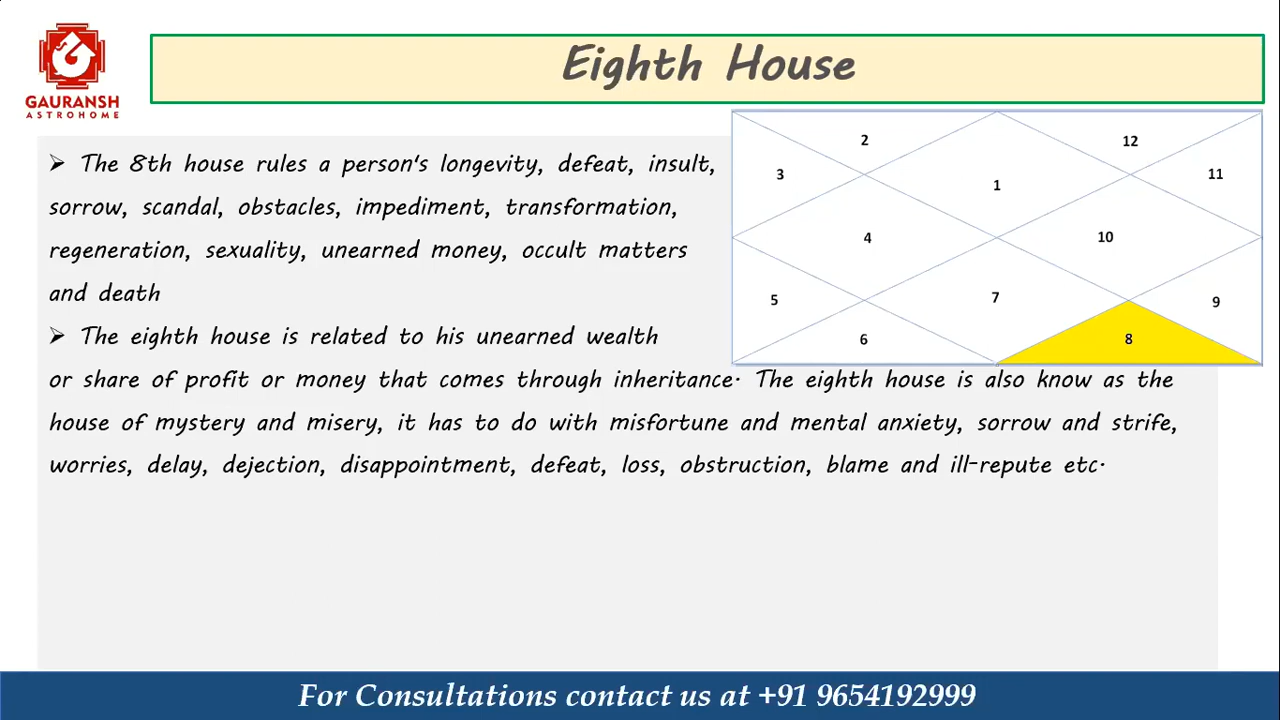 GAURANSH
ASTROHOME
Eighth House
➢ The 8th house rules a person's longevity, defeat, insult,
sorrow, scandal, obstacles, impediment, transformation,
regeneration, sexuality, unearned money, occult matters
and death
➢ The eighth house is related to his unearned wealth
or share of profit or money that comes through inheritance. The eighth house is also know as the
house of mystery and misery, it has to do with misfortune and mental anxiety, sorrow and strife,
worries, delay, dejection, disappointment, defeat, loss, obstruction, blame and ill-repute etc.
2
12
3
11
1
4
10
7
5
9
6
8
For Consultations contact us at +91 9654192999